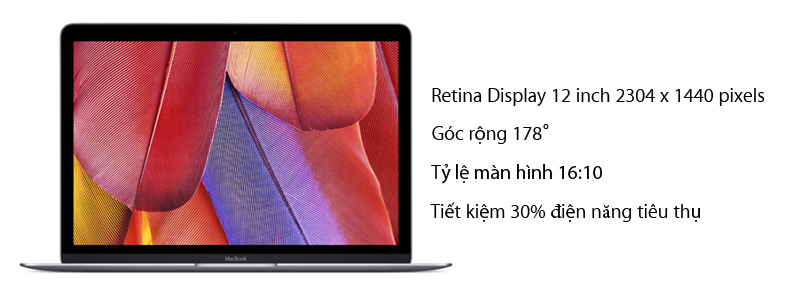 Retina Display 12 inch 2304 x 1440 pixels
Góc rộng 178°
Tỷ lệ màn hình 16:10
Tiết kiệm 30% điện năng tiêu thụ
MacBook